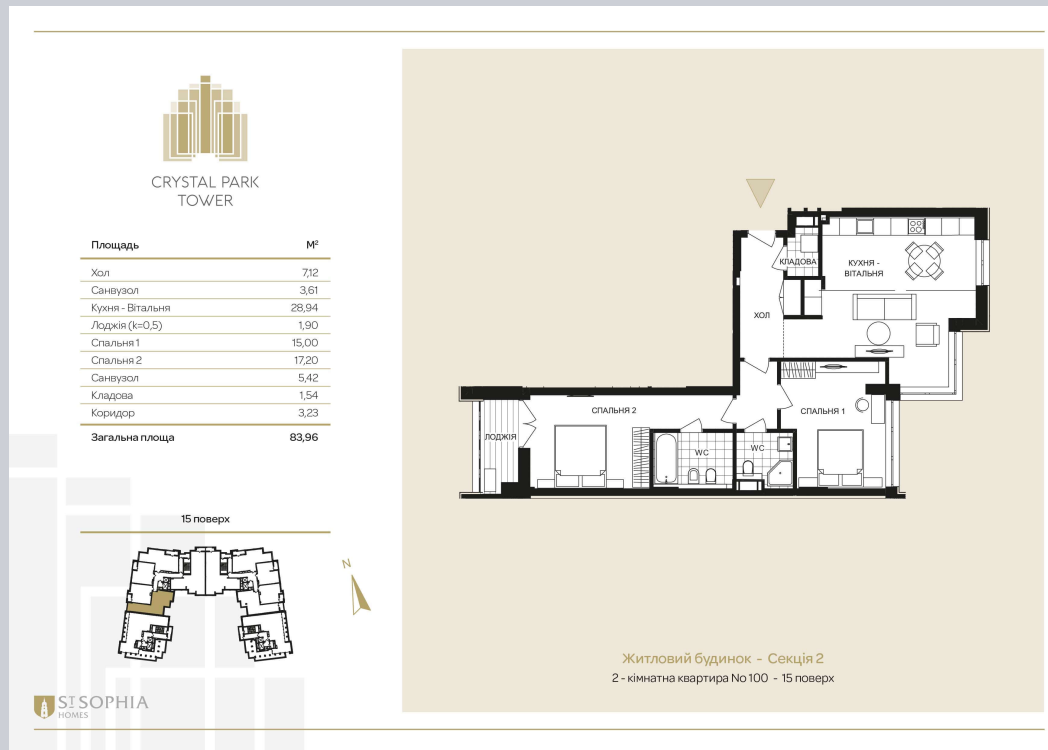 CRYSTAL PARK
TOWER
Площадь М²
Хол 7,12
Санвузол 3,61
Кухня - Вітальня 28,94
Лоджія (k=0,5) 1,90
Спальня 1 15,00
Спальня 2 17,20
Санвузол 5,42
Кладова 1,54
Коридор 3,23
Загальна площа 83,96
15 поверх
N
ST SOPHIA
HOMES
КЛАДОВА
КУХНЯ -
ВІТАЛЬНЯ
ХОЛ
СПАЛЬНЯ 2
СПАЛЬНЯ 1
ЛОДЖІЯ
WC
WC
Житловий будинок - Секція 2
2 - кімнатна квартира No 100 - 15 поверх